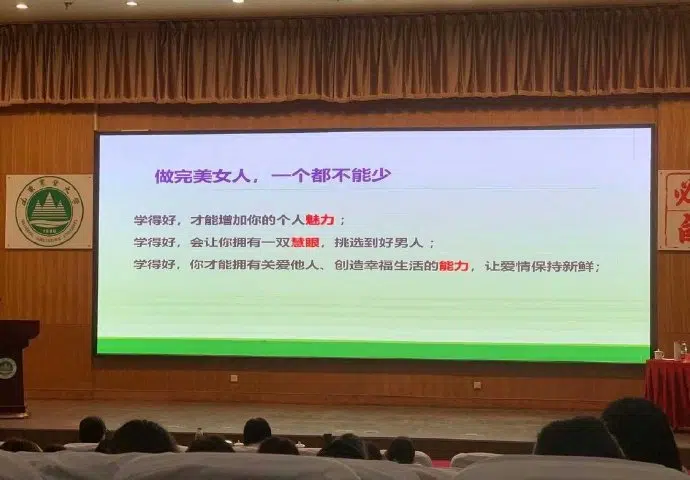 做完美女人，一个都不能少
学得好，才能增加你的个人魅力；
学得好，会让你拥有一双慧眼，挑选到好男人；
学得好，你才能拥有关爱他人、创造幸福生活的能力，让爱情保持新鲜；